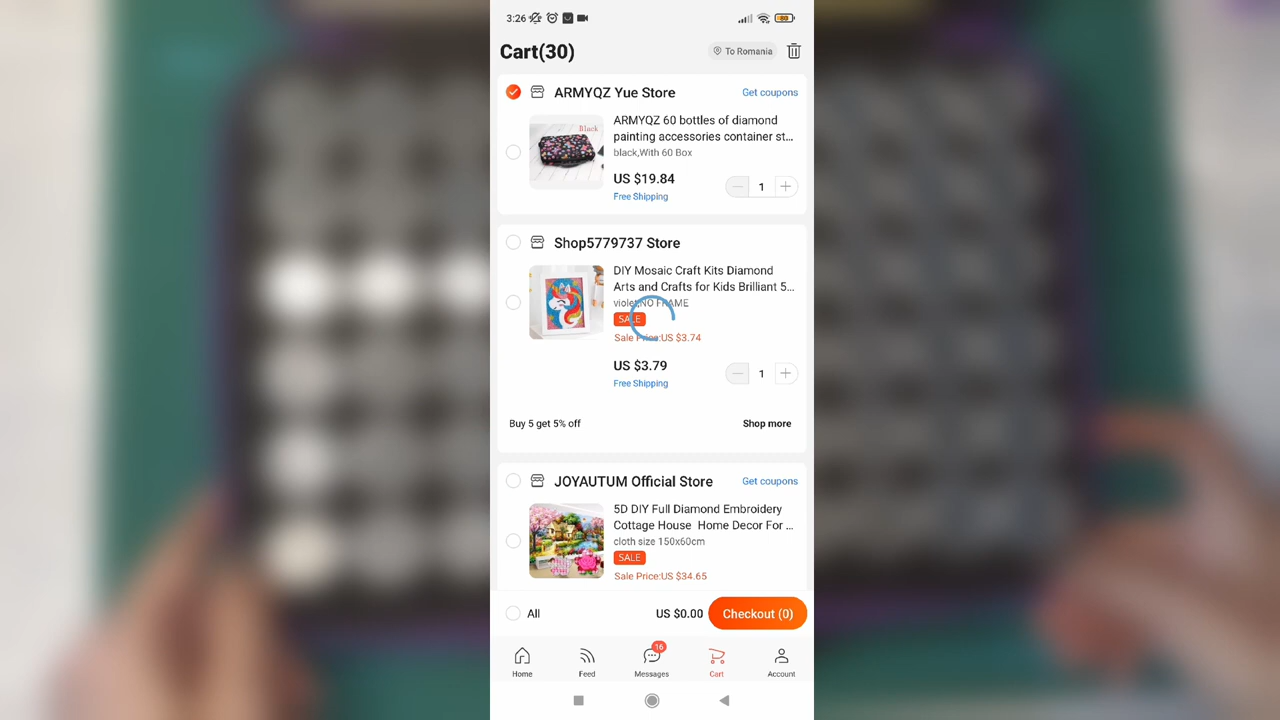 3:26
80
Cart(30)
To Romania
ARMYQZ Yue Store
Get coupons
Black
ARMYQZ 60 bottles of diamond
painting accessories container st...
black,With 60 Box
US $19.84
Free Shipping
1
Shop5779737 Store
DIY Mosaic Craft Kits Diamond
Arts and Crafts for Kids Brilliant 5...
violet,NO FRAME
SALE
Sale Price:US $3.74
US $3.79
Free Shipping
1
Buy 5 get 5% off
Shop more
JOYAUTUM Official Store
Get coupons
5D DIY Full Diamond Embroidery
Cottage House Home Decor For ...
cloth size 150x60cm
SALE
Sale Price:US $34.65
All
US $0.00
Checkout (0)
16
Home
Feed
Messages
Cart
Account